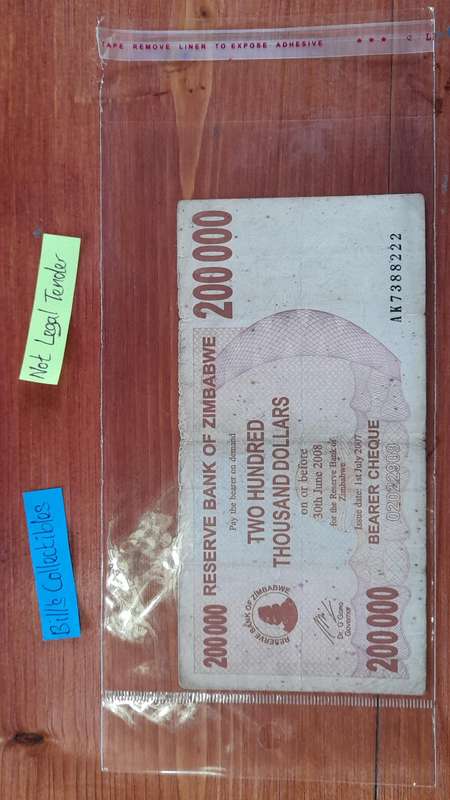 TAPE REMOVE LINER TO EXPOSE ADHESIVE
Not Legal Tender
Bill's Collectibles
200 000 RESERVE BANK OF ZIMBABWE 200 000
Pay the bearer on demand
TWO HUNDRED
THOUSAND DOLLARS
on or before
30th June 2008
for the Reserve Bank of
Zimbabwe
Issue date: 1st July 2007
BEARER CHEQUE
RESERVE BANK OF ZIMBABWE
Dr. G Gono
Governor
200 000
AK7388222